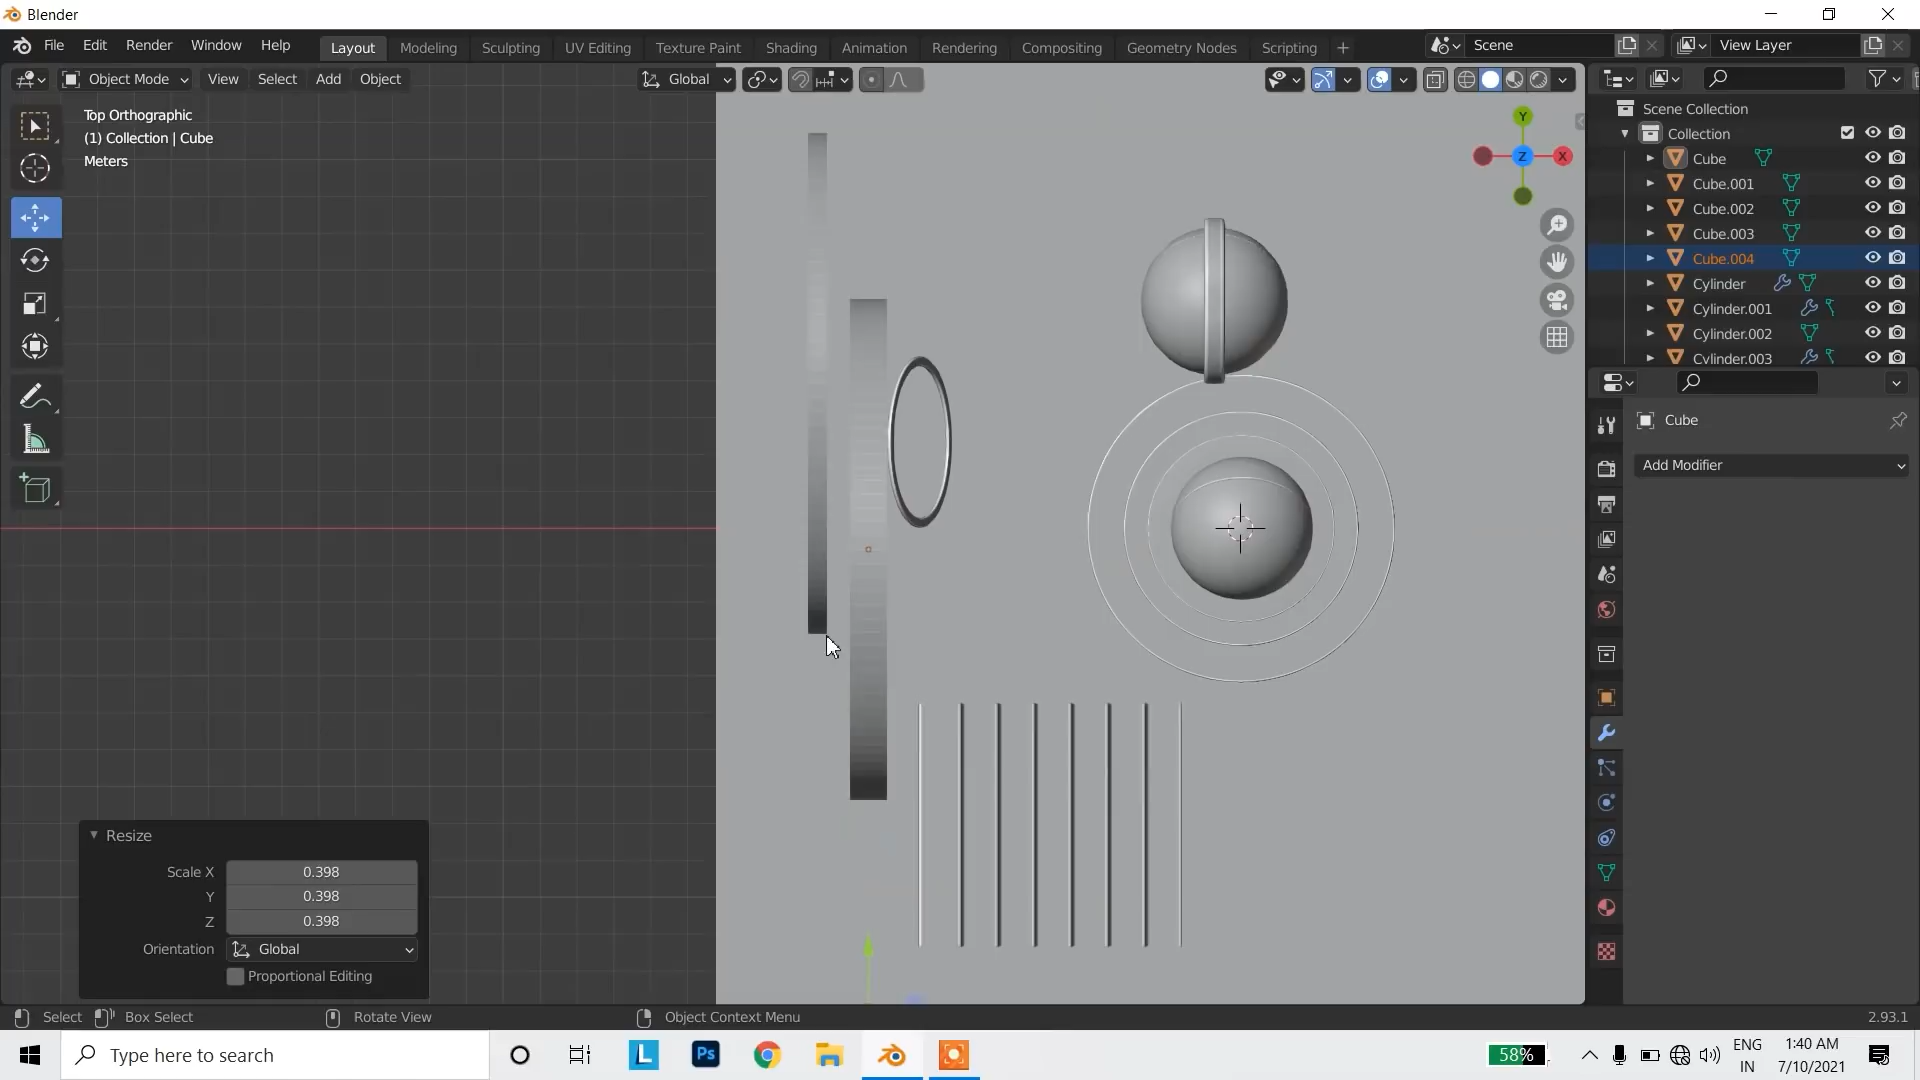 Blender
File Edit Render Window Help Layout Modeling Sculpting UV Editing Texture Paint Shading Animation Rendering Compositing Geometry Nodes Scripting + Scene View Layer
Object Mode View Select Add Object Global
Top Orthographic
(1) Collection | Cube
Meters
Y
Z X
Scene Collection
Collection
Cube
Cube.001
Cube.002
Cube.003
Cube.004
Cylinder
Cylinder.001
Cylinder.002
Cylinder.003
Cube
Add Modifier
Resize
Scale X 0.398
Y 0.398
Z 0.398
Orientation Global
Proportional Editing
Select Box Select Rotate View Object Context Menu 2.93.1
Type here to search L Ps 58% ENG 1:40 AM
IN 7/10/2021